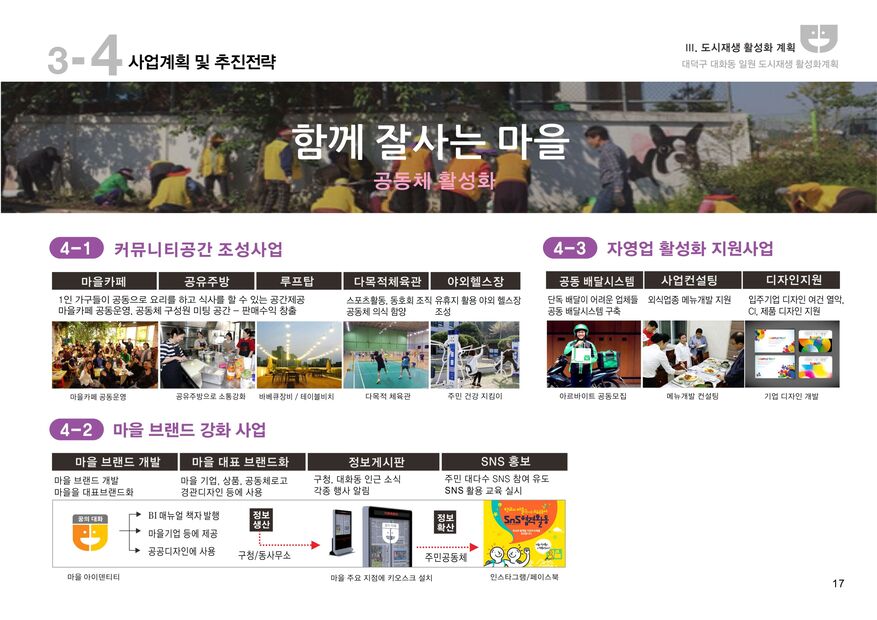 3-4 사업계획 및 추진전략
III. 도시재생 활성화 계획
대덕구 대화동 일원 도시재생 활성화계획
함께 잘사는 마을
공동체 활성화
4-1 커뮤니티공간 조성사업
마을카페 공유주방 루프탑 다목적체육관 야외헬스장
1인 가구들이 공동으로 요리를 하고 식사를 할 수 있는 공간제공
마을카페 공동운영, 공동체 구성원 미팅 공간 – 판매수익 창출
스포츠활동, 동호회 조직
공동체 의식 함양
유휴지 활용 야외 헬스장
조성
마을카페 공동운영 공유주방으로 소통강화 바베큐장비 / 테이블비치 다목적 체육관 주민 건강 지킴이
4-3 자영업 활성화 지원사업
공동 배달시스템 사업컨설팅 디자인지원
단독 배달이 어려운 업체들
공동 배달시스템 구축
외식업종 메뉴개발 지원
입주기업 디자인 여건 열악,
CI, 제품 디자인 지원
아르바이트 공동모집 메뉴개발 컨설팅 기업 디자인 개발
4-2 마을 브랜드 강화 사업
마을 브랜드 개발 마을 대표 브랜드화 정보게시판 SNS 홍보
마을 브랜드 개발
마을을 대표브랜드화
마을 기업, 상품, 공동체로고
경관디자인 등에 사용
구청, 대화동 인근 소식
각종 행사 알림
주민 대다수 SNS 참여 유도
SNS 활용 교육 실시
꿈의 대화
BI 매뉴얼 책자 발행
마을기업 등에 제공
공공디자인에 사용
정보
생산
구청/동사무소
정보
확산
주민공동체
마을 아이덴티티 마을 주요 지점에 키오스크 설치 인스타그램/페이스북
17